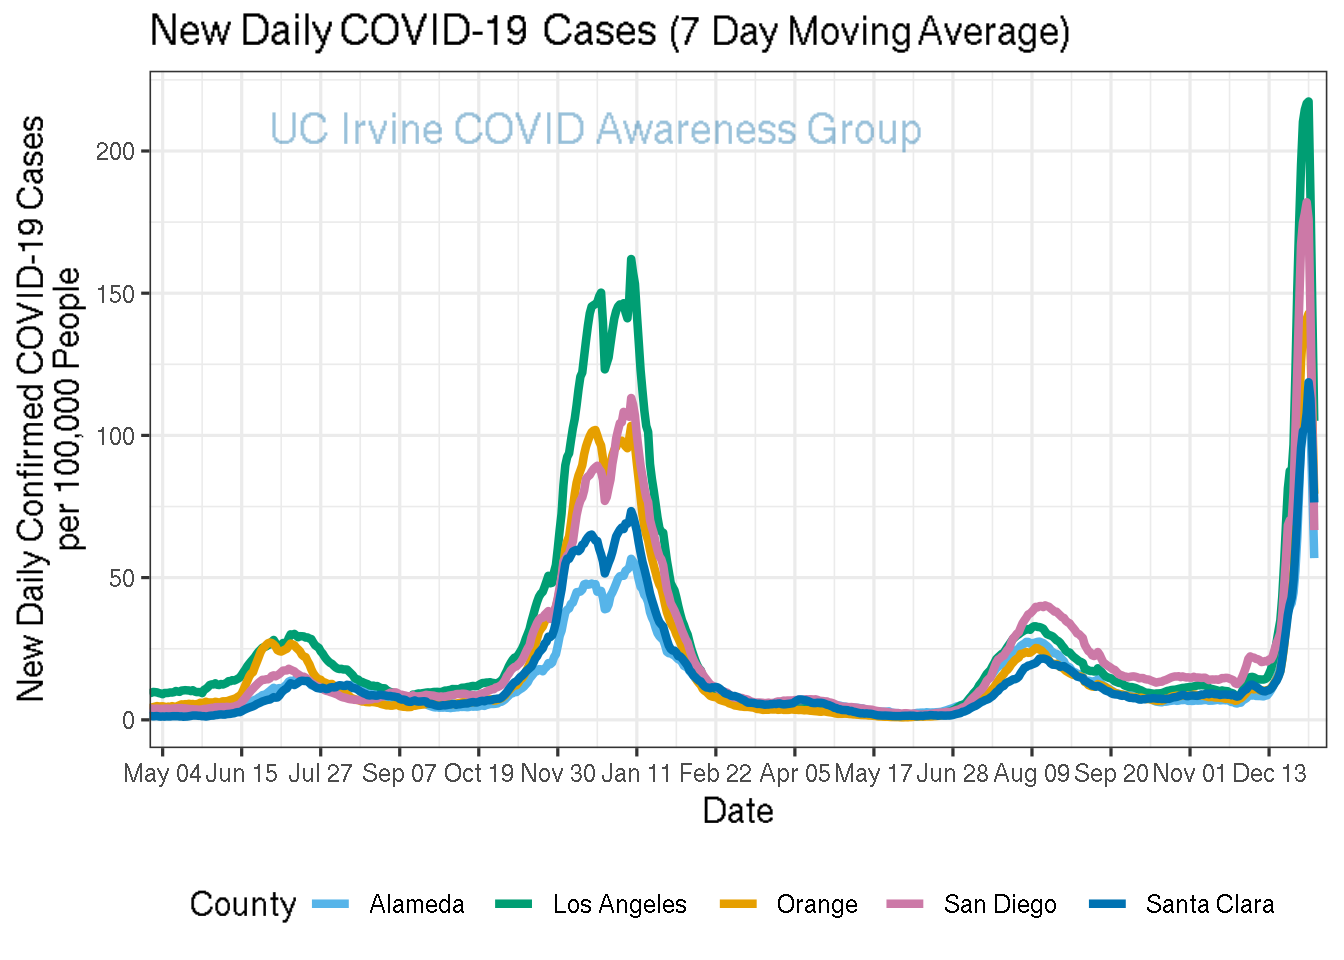 New Daily COVID-19 Cases (7 Day Moving Average)
UC Irvine COVID Awareness Group
New Daily Confirmed COVID-19 Cases
per 100,000 People
200
150
100
50
0
May 04 Jun 15 Jul 27 Sep 07 Oct 19 Nov 30 Jan 11 Feb 22 Apr 05 May 17 Jun 28 Aug 09 Sep 20 Nov 01 Dec 13
Date
County Alameda Los Angeles Orange San Diego Santa Clara